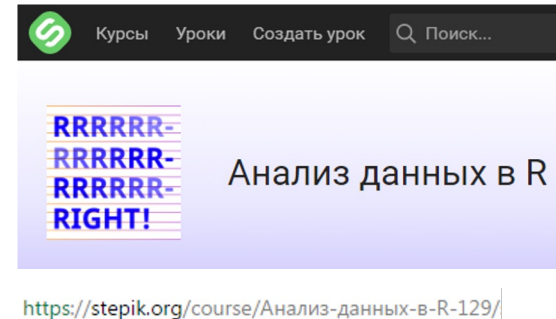 Курсы Уроки Создать урок Поиск...
RRRRRR-
RRRRRR-
RRRRRR-
RIGHT!
Анализ данных в R
https://stepik.org/course/Анализ-данных-в-R-129/